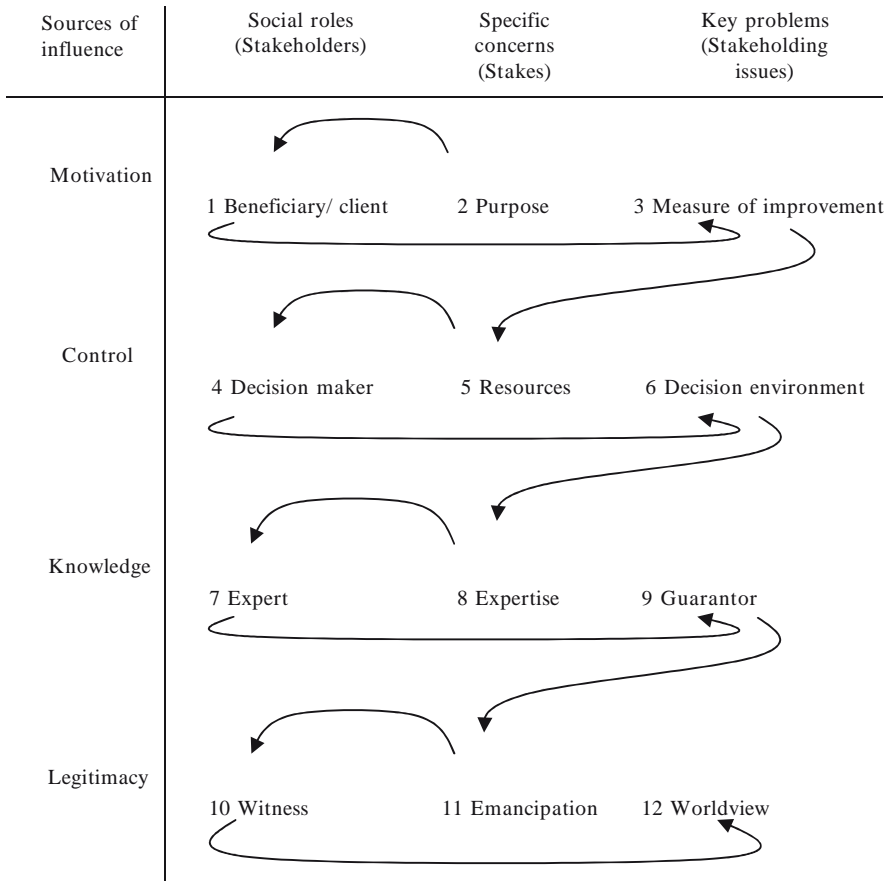 Sources of influence
Social roles (Stakeholders)
Specific concerns (Stakes)
Key problems (Stakeholding issues)
Motivation
1 Beneficiary/ client
2 Purpose
3 Measure of improvement
Control
4 Decision maker
5 Resources
6 Decision environment
Knowledge
7 Expert
8 Expertise
9 Guarantor
Legitimacy
10 Witness
11 Emancipation
12 Worldview